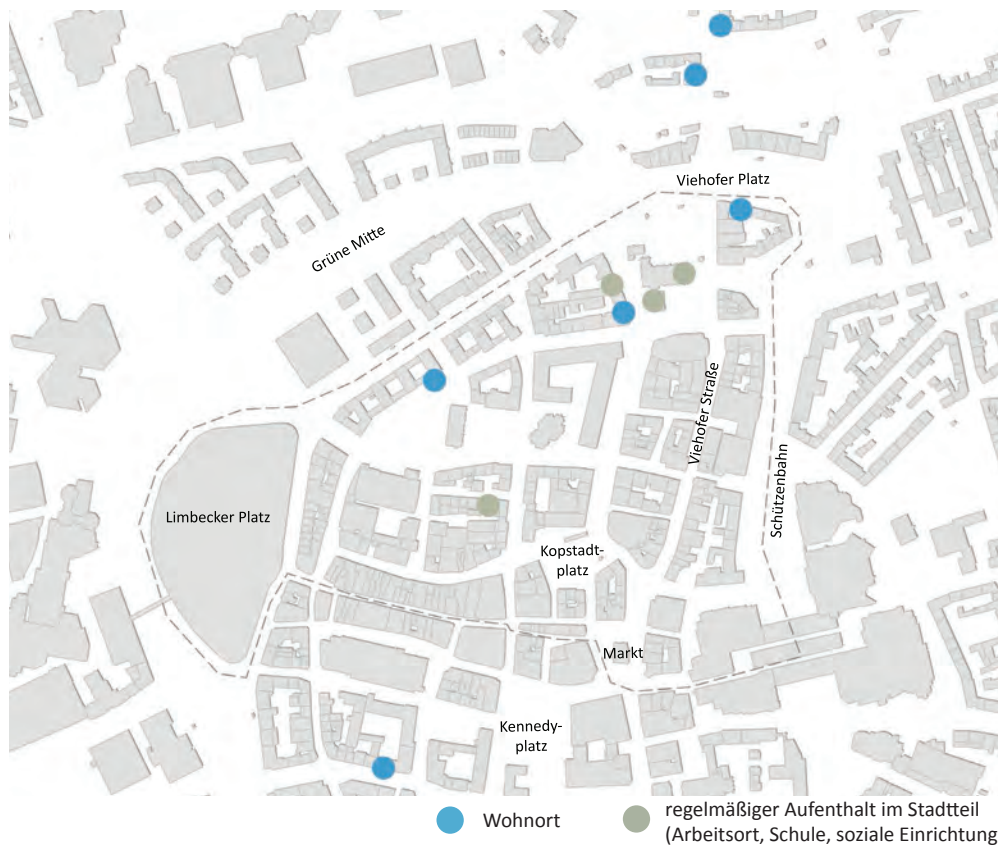 Viehofer Platz
Grüne Mitte
Viehofer Straße
Schützenbahn
Limbecker Platz
Kopstadt-
platz
Markt
Kennedy-
platz
Wohnort
regelmäßiger Aufenthalt im Stadtteil
(Arbeitsort, Schule, soziale Einrichtung